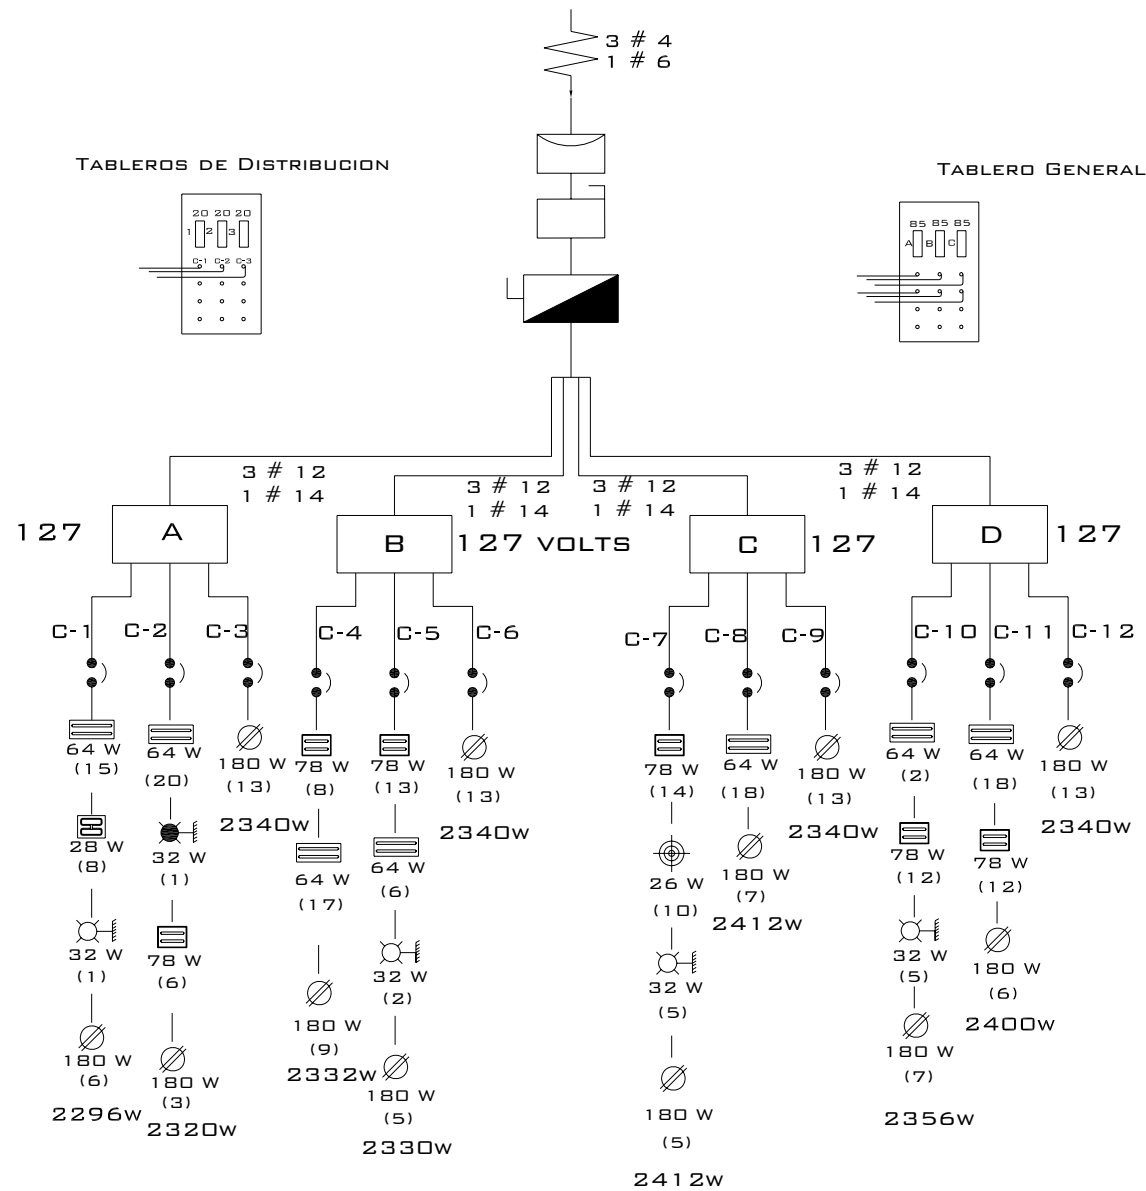 3 # 4
1 # 6
TABLEROS DE DISTRIBUCION
TABLERO GENERAL
20 20 20
1 2 3
C-1 C-2 C-3
85 85 85
A B C
3 # 12
1 # 14
3 # 12
1 # 14
3 # 12
1 # 14
3 # 12
1 # 14
127
A
B
127 VOLTS
C
127
D
127
C-1
C-2
C-3
C-4
C-5
C-6
C-7
C-8
C-9
C-10
C-11
C-12
64 W
(15)
28 W
(8)
32 W
(1)
180 W
(6)
2296W
64 W
(20)
32 W
(1)
78 W
(6)
180 W
(3)
2320W
180 W
(13)
2340W
78 W
(8)
64 W
(17)
180 W
(9)
2332W
78 W
(13)
64 W
(6)
32 W
(2)
180 W
(5)
2330W
180 W
(13)
2340W
78 W
(14)
26 W
(10)
32 W
(5)
180 W
(5)
2412W
64 W
(18)
180 W
(7)
2412W
180 W
(13)
2340W
64 W
(2)
78 W
(12)
32 W
(5)
180 W
(7)
2356W
64 W
(18)
78 W
(12)
180 W
(6)
2400W
180 W
(13)
2340W